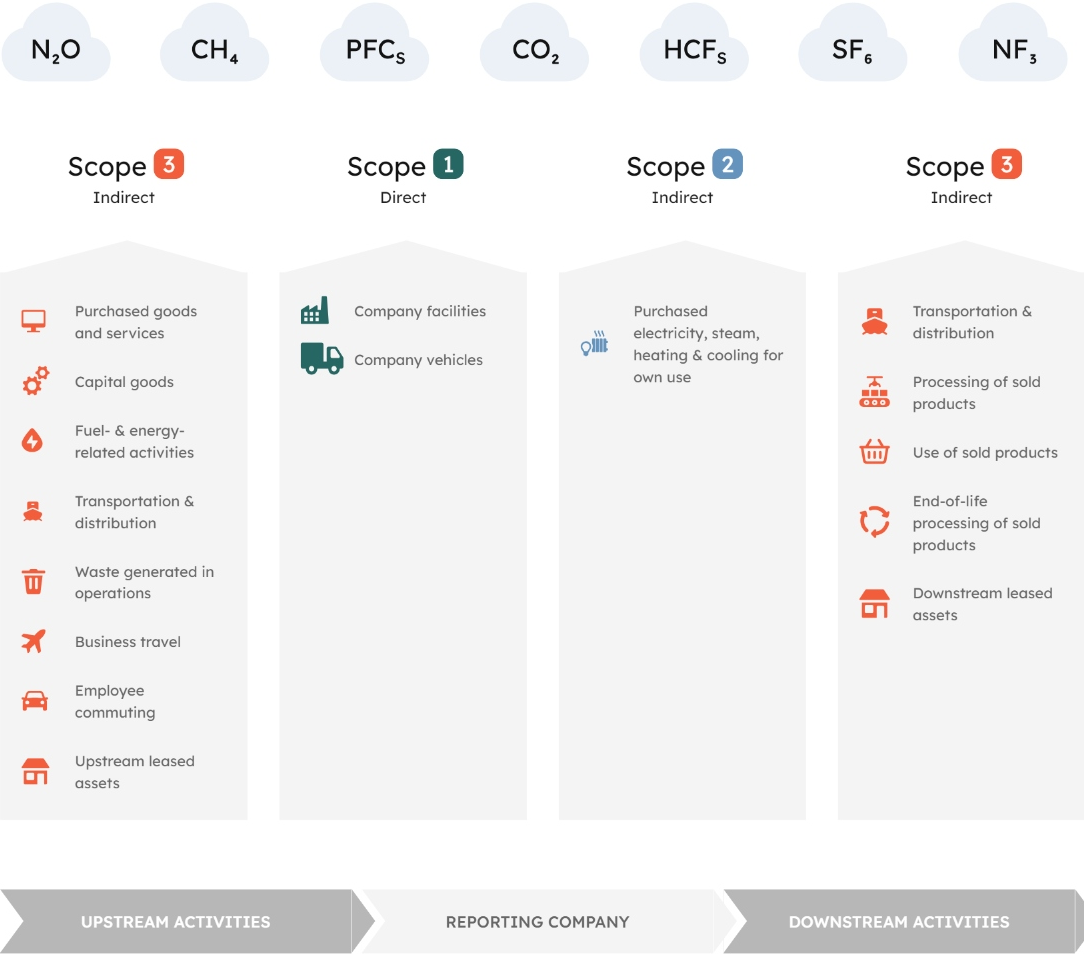 N₂O CH₄ PFCₛ CO₂ HCFₛ SF₆ NF₃
Scope 3
Indirect
Purchased goods
and services
Capital goods
Fuel- & energy-
related activities
Transportation &
distribution
Waste generated in
operations
Business travel
Employee
commuting
Upstream leased
assets
Scope 1
Direct
Company facilities
Company vehicles
Scope 2
Indirect
Purchased
electricity, steam,
heating & cooling for
own use
Scope 3
Indirect
Transportation &
distribution
Processing of sold
products
Use of sold products
End-of-life
processing of sold
products
Downstream leased
assets
UPSTREAM ACTIVITIES
REPORTING COMPANY
DOWNSTREAM ACTIVITIES